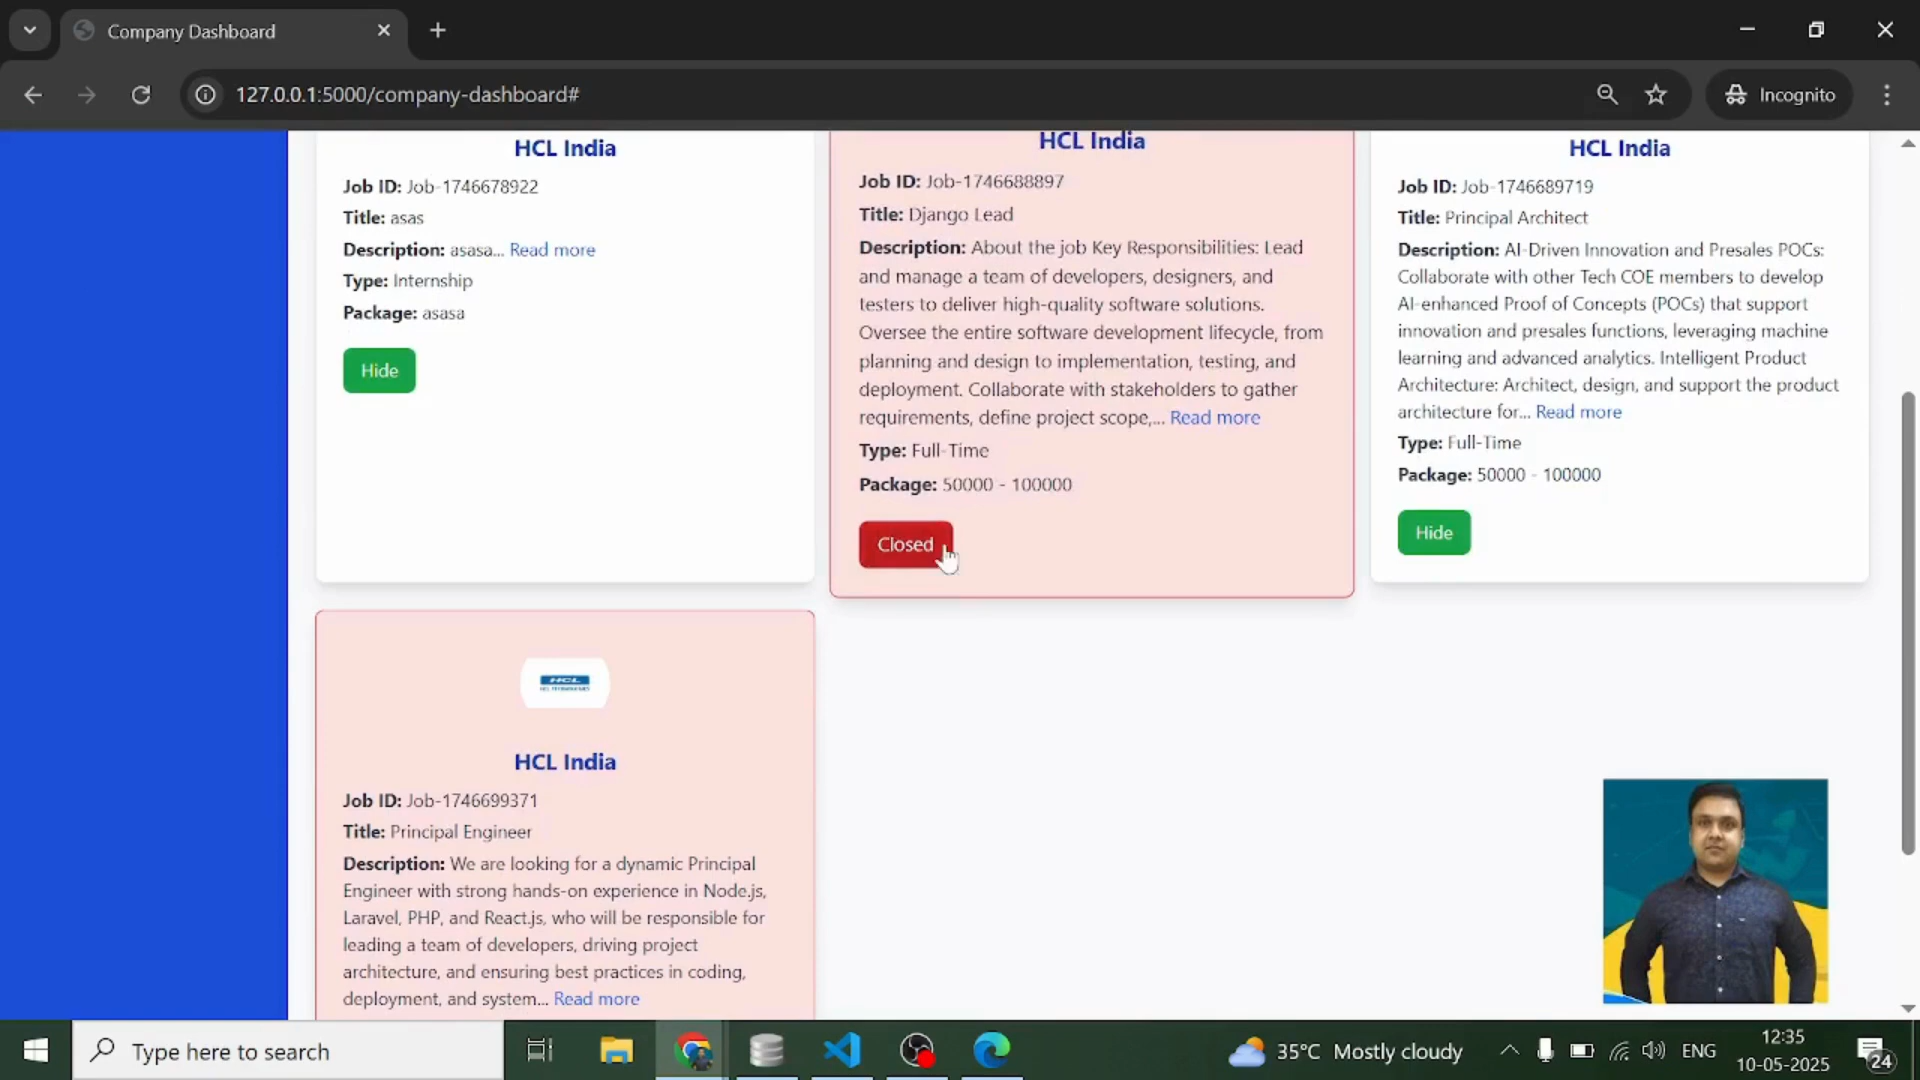 Company Dashboard
127.0.0.1:5000/company-dashboard#
Incognito
HCL India
Job ID: Job-1746678922
Title: asas
Description: asasa... Read more
Type: Internship
Package: asasa
Hide
HCL India
Job ID: Job-1746688897
Title: Django Lead
Description: About the job Key Responsibilities: Lead
and manage a team of developers, designers, and
testers to deliver high-quality software solutions.
Oversee the entire software development lifecycle, from
planning and design to implementation, testing, and
deployment. Collaborate with stakeholders to gather
requirements, define project scope,... Read more
Type: Full-Time
Package: 50000 - 100000
Closed
HCL India
Job ID: Job-1746689719
Title: Principal Architect
Description: AI-Driven Innovation and Presales POCs:
Collaborate with other Tech COE members to develop
AI-enhanced Proof of Concepts (POCs) that support
innovation and presales functions, leveraging machine
learning and advanced analytics. Intelligent Product
Architecture: Architect, design, and support the product
architecture for... Read more
Type: Full-Time
Package: 50000 - 100000
Hide
HCL
HCL India
Job ID: Job-1746699371
Title: Principal Engineer
Description: We are looking for a dynamic Principal
Engineer with strong hands-on experience in Node.js,
Laravel, PHP, and React.js, who will be responsible for
leading a team of developers, driving project
architecture, and ensuring best practices in coding,
deployment, and system... Read more
Type here to search
35°C Mostly cloudy
ENG
12:35
10-05-2025
24